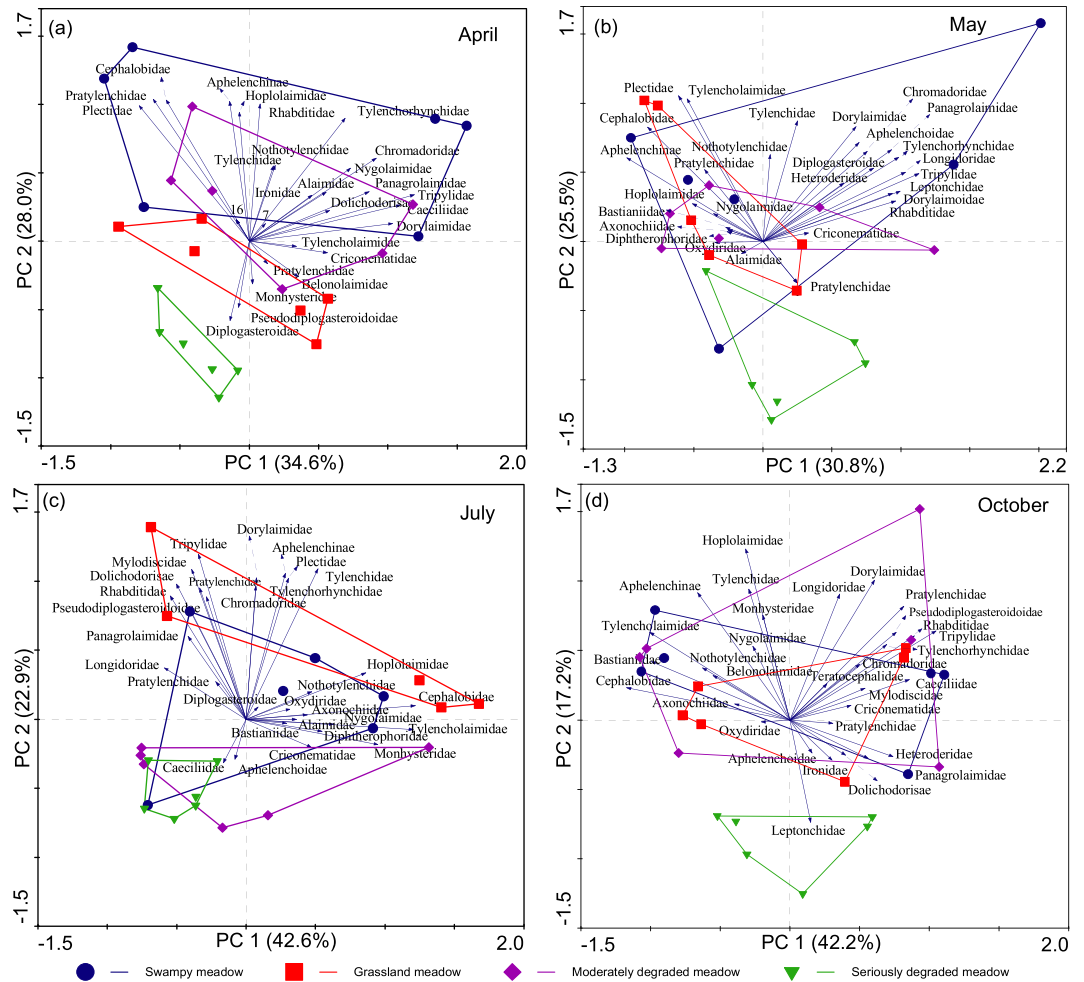 (a)
April
1.7
Cephalobidae
Aphelenchinae
Pratylenchidae
Hoplolaimidae
Plectidae
Rhabditidae
Tylenchorhynchidae
Nothotylenchidae
Chromadoridae
Tylenchidae
Nygolaimidae
Alaimidae
Panagrolaimidae
Ironidae
Tripylidae
Dolichodorisae
Caeciliidae
16
7
Dorylaimidae
Tylencholaimidae
Criconematidae
Pratylenchidae
Belonolaimidae
Monhysteridae
Pseudodiplogasteroidoidae
Diplogasteroidae
PC 2 (28.0%)
-1.5
-1.5
PC 1 (34.6%)
2.0
(b)
May
1.7
Plectidae
Tylencholaimidae
Chromadoridae
Panagrolaimidae
Cephalobidae
Tylenchidae
Dorylaimidae
Aphelenchoidae
Aphelenchinae
Nothotylenchidae
Tylenchorhynchidae
Pratylenchidae
Diplogasteroidae
Longidoridae
Heteroderidae
Tripylidae
Hoplolaimidae
Leptonchidae
Nygolaimidae
Dorylaimoidae
Bastianiidae
Rhabditidae
Axonochiidae
Criconematidae
Diphtherophoridae
Oxydiridae
Alaimidae
Pratylenchidae
PC 2 (25.5%)
-1.5
-1.3
PC 1 (30.8%)
2.2
(c)
July
1.7
Dorylaimidae
Tripylidae
Aphelenchinae
Mylodiscidae
Plectidae
Dolichodorisae
Pratylenchidae
Tylenchidae
Rhabditidae
Tylenchorhynchidae
Pseudodiplogasteroidoidae
Chromadoridae
Panagrolaimidae
Longidoridae
Hoplolaimidae
Pratylenchidae
Nothotylenchidae
Diplogasteroidae
Oxydiridae
Cephalobidae
Axonochiidae
Nygolaimidae
Alaimidae
Tylencholaimidae
Bastianiidae
Diphtherophoridae
Criconematidae
Monhysteridae
Caeciliidae
Aphelenchoidae
PC 2 (22.9%)
-1.5
-1.5
PC 1 (42.6%)
2.0
(d)
October
1.7
Hoplolaimidae
Aphelenchinae
Tylenchidae
Dorylaimidae
Longidoridae
Pratylenchidae
Monhysteridae
Pseudodiplogasteroidoidae
Tylencholaimidae
Rhabditidae
Nygolaimidae
Tripylidae
Tylenchorhynchidae
Bastianiidae
Nothotylenchidae
Chromadoridae
Belonolaimidae
Teratocephalidae
Caeciliidae
Cephalobidae
Mylodisciidae
Axonochiidae
Criconematidae
Oxydiridae
Pratylenchidae
Aphelenchoidae
Heteroderidae
Ironidae
Panagrolaimidae
Dolichodorisae
Leptonchidae
PC 2 (17.2%)
-1.5
-1.5
PC 1 (42.2%)
2.0
Swampy meadow
Grassland meadow
Moderately degraded meadow
Seriously degraded meadow